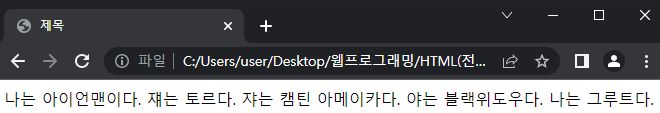 제목
파일 C:/Users/user/Desktop/웹프로그래밍/HTML(전...
나는 아이언맨이다. 쟤는 토르다. 쟈는 캡틴 아메이카다. 야는 블랙위도우다. 나는 그루트다.